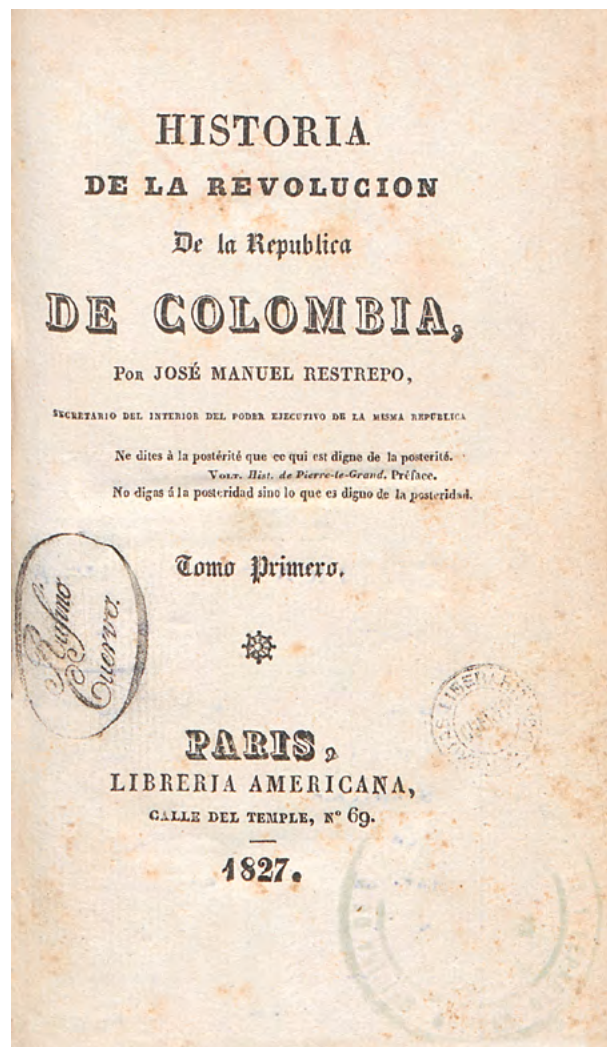 HISTORIA
DE LA REVOLUCION
De la Republica
DE COLOMBIA,
POR JOSÉ MANUEL RESTREPO,
SECRETARIO DEL INTERIOR DEL PODER EJECUTIVO DE LA MISMA REPUBLICA
Ne dites à la postérité que ce qui est digne de la posterité.
VOLT. Hist. de Pierre-le-Grand. Préface.
No digas á la posteridad sino lo que es digno de la posteridad.
Tomo Primero.
Rufino
Cuervo.
PARIS,
LIBRERIA AMERICANA,
CALLE DEL TEMPLE, Nº 69.
1827.